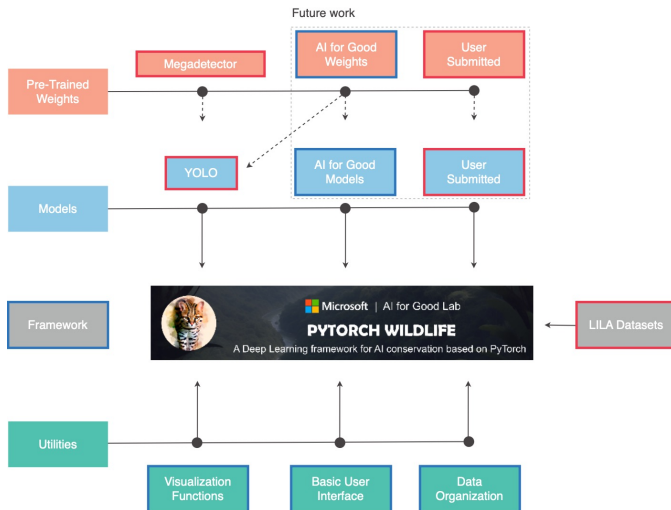 Future work
Megadetector
AI for Good
Weights
User
Submitted
Pre-Trained
Weights
YOLO
AI for Good
Models
User
Submitted
Models
Framework
Microsoft | AI for Good Lab
PYTORCH WILDLIFE
A Deep Learning framework for AI conservation based on PyTorch
LILA Datasets
Utilities
Visualization
Functions
Basic User
Interface
Data
Organization